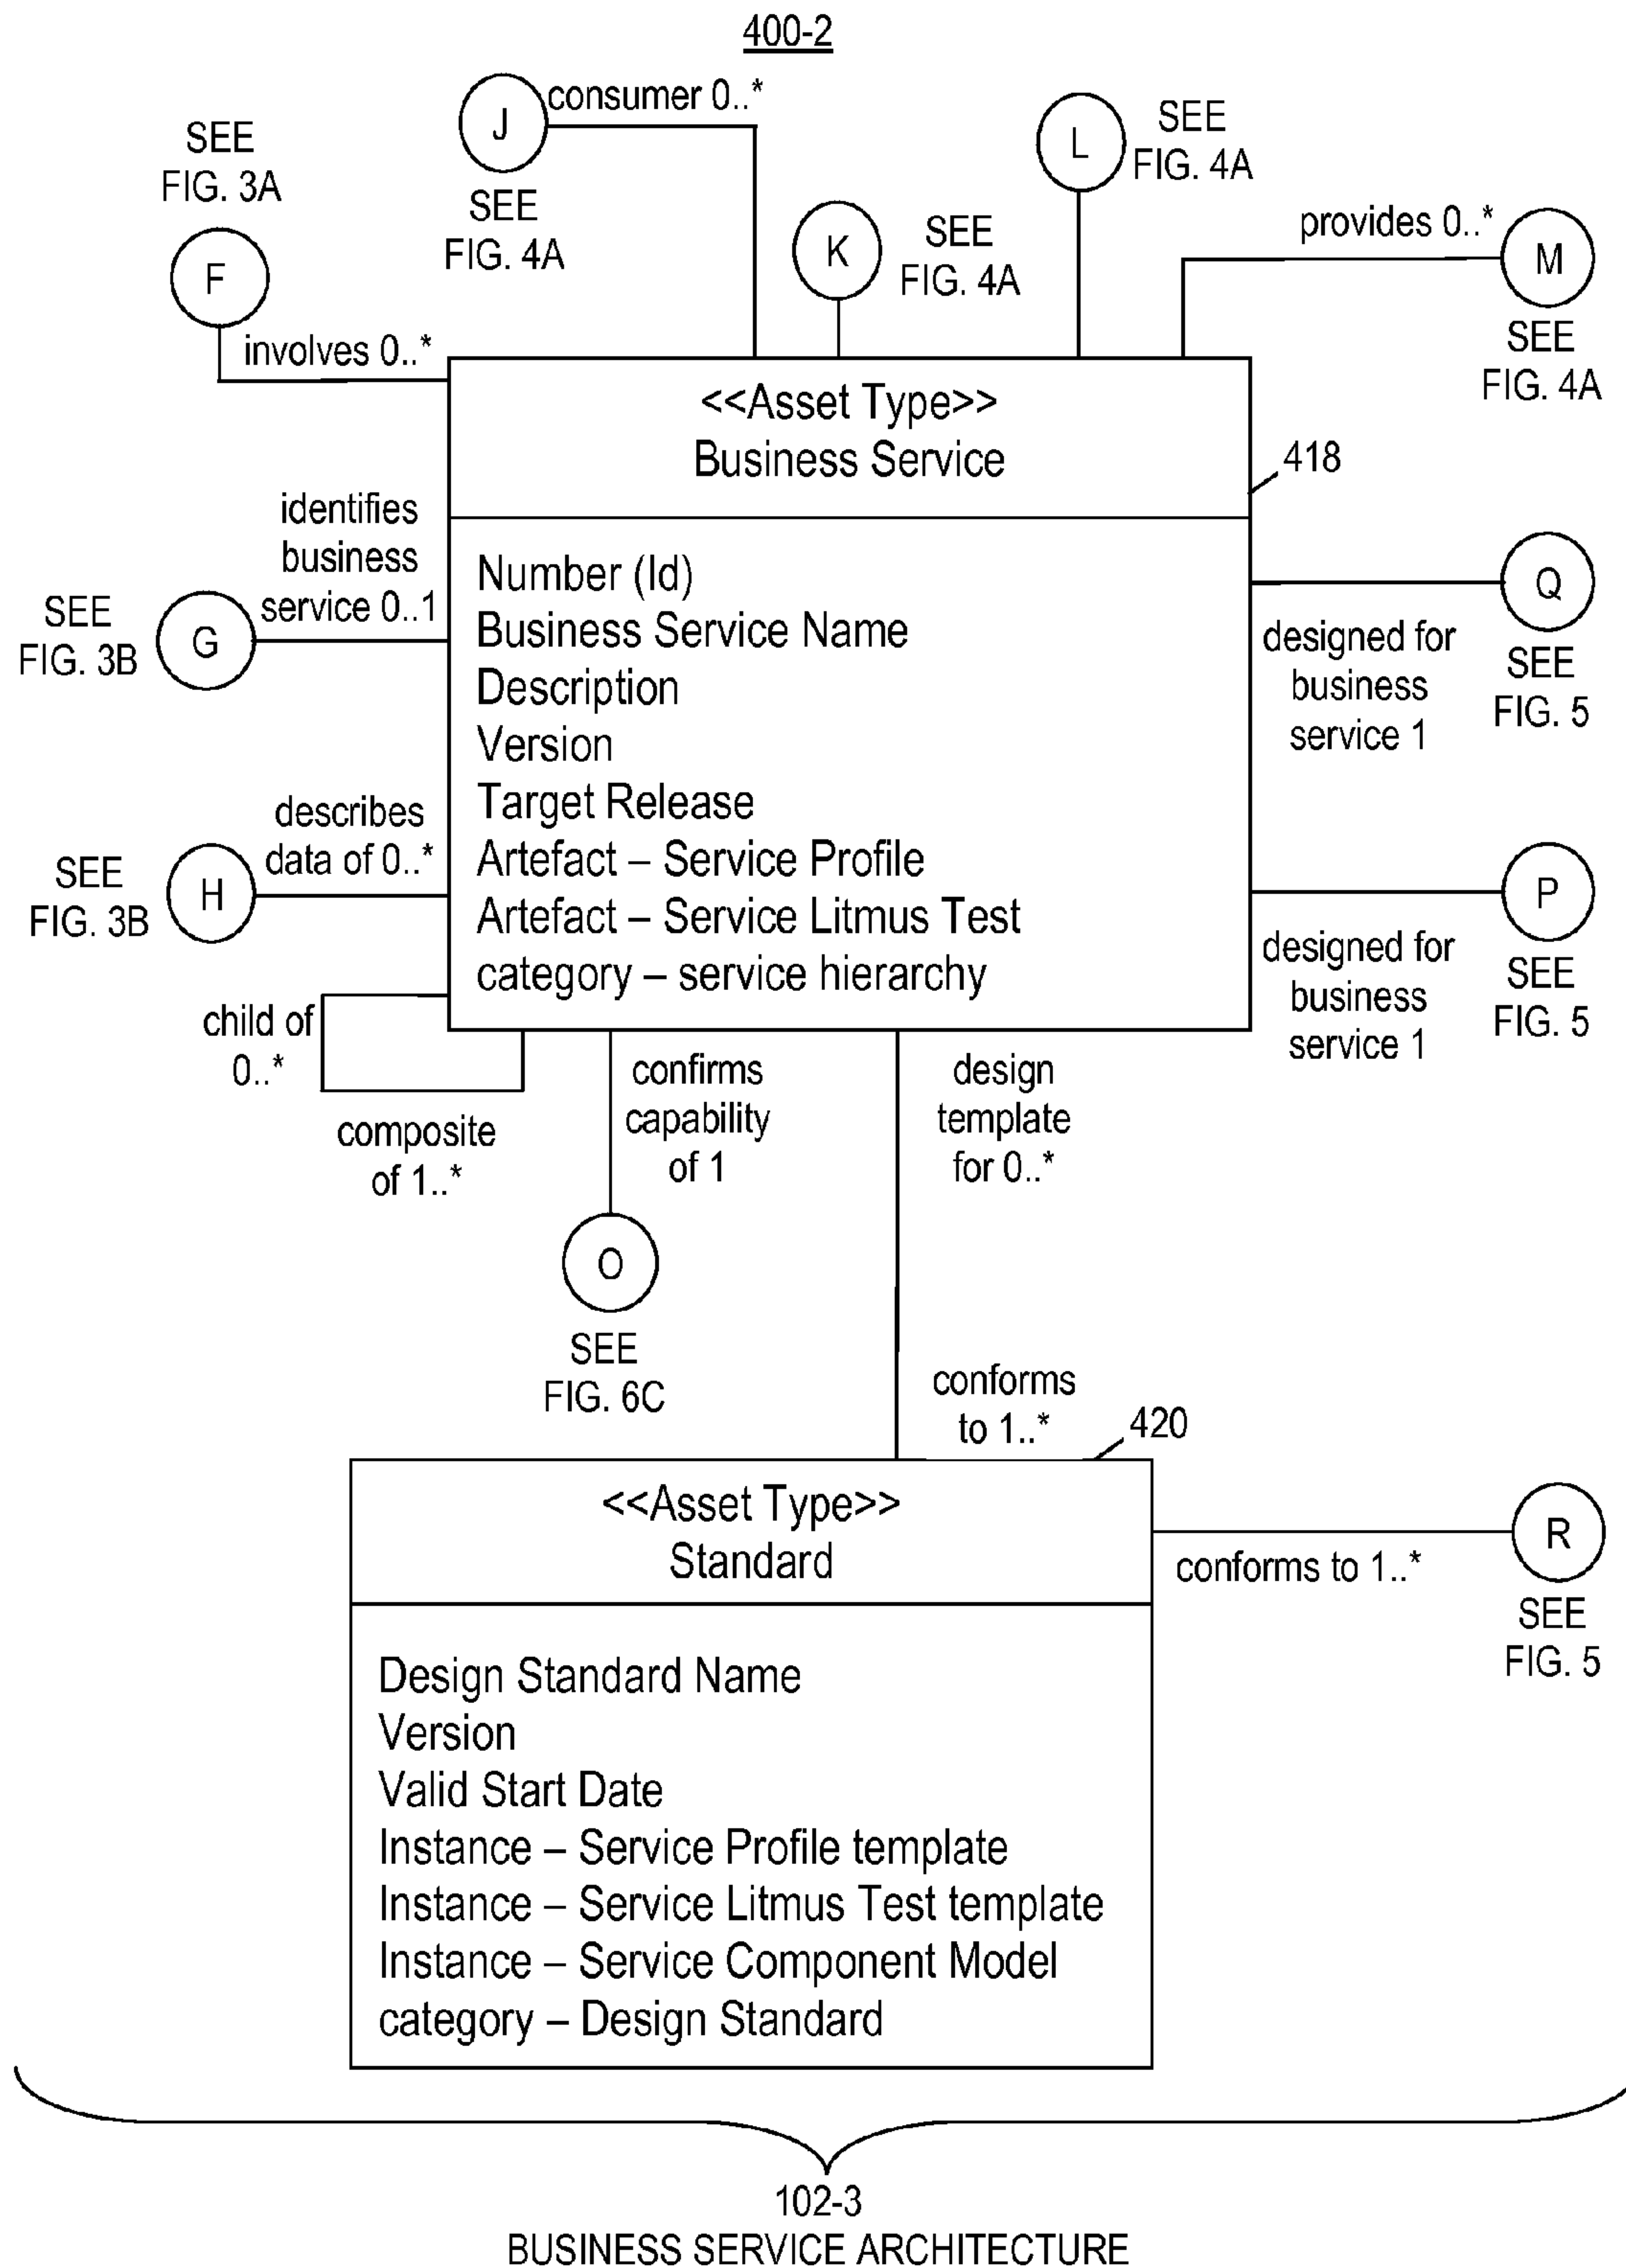 400-2
J
consumer 0..*
SEE
FIG. 4A
L
SEE
FIG. 4A
SEE
FIG. 3A
F
involves 0..*
K
SEE
FIG. 4A
provides 0..*
M
SEE
FIG. 4A
<<Asset Type>>
Business Service
418
Number (Id)
Business Service Name
Description
Version
Target Release
Artefact – Service Profile
Artefact – Service Litmus Test
category – service hierarchy
identifies
business
service 0..1
SEE
FIG. 3B
G
describes
data of 0..*
SEE
FIG. 3B
H
Q
designed for
business
service 1
SEE
FIG. 5
P
designed for
business
service 1
SEE
FIG. 5
child of
0..*
composite
of 1..*
confirms
capability
of 1
O
SEE
FIG. 6C
design
template
for 0..*
conforms
to 1..*
420
<<Asset Type>>
Standard
Design Standard Name
Version
Valid Start Date
Instance – Service Profile template
Instance – Service Litmus Test template
Instance – Service Component Model
category – Design Standard
conforms to 1..*
R
SEE
FIG. 5
102-3
BUSINESS SERVICE ARCHITECTURE